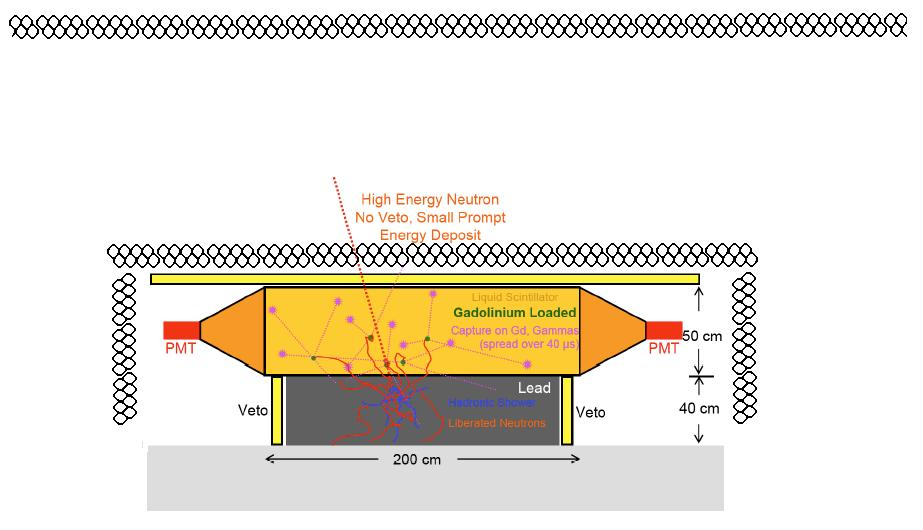 High Energy Neutron
No Veto, Small Prompt
Energy Deposit
Liquid Scintillator
Gadolinium Loaded
Capture on Gd, Gammas
(spread over 40 µs)
PMT
PMT
50 cm
Lead
Hadronic Shower
Liberated Neutrons
Veto
Veto
40 cm
200 cm